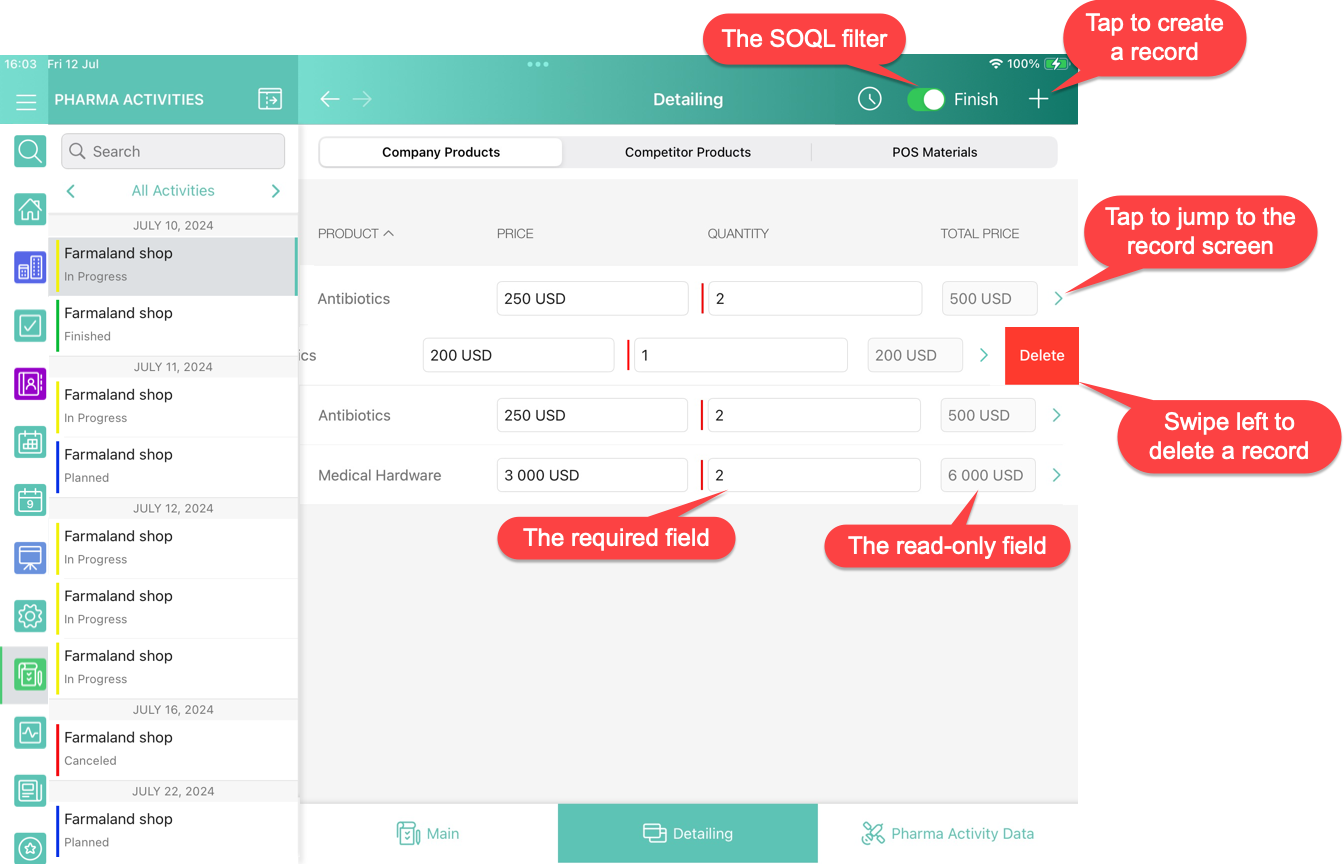 The SOQL filter
Tap to create
a record
16:03 Fri 12 Jul
100%
PHARMA ACTIVITIES
Detailing
Finish
Search
All Activities
JULY 10, 2024
Farmaland shop
In Progress
Farmaland shop
Finished
JULY 11, 2024
Farmaland shop
In Progress
Farmaland shop
Planned
JULY 12, 2024
Farmaland shop
In Progress
Farmaland shop
In Progress
Farmaland shop
In Progress
JULY 16, 2024
Farmaland shop
Canceled
JULY 22, 2024
Farmaland shop
Planned
9
Company Products Competitor Products POS Materials
PRODUCT PRICE QUANTITY TOTAL PRICE
Antibiotics 250 USD 2 500 USD
ics 200 USD 1 200 USD Delete
Antibiotics 250 USD 2 500 USD
Medical Hardware 3 000 USD 2 6 000 USD
Tap to jump to the
record screen
Swipe left to
delete a record
The required field
The read-only field
Main Detailing Pharma Activity Data